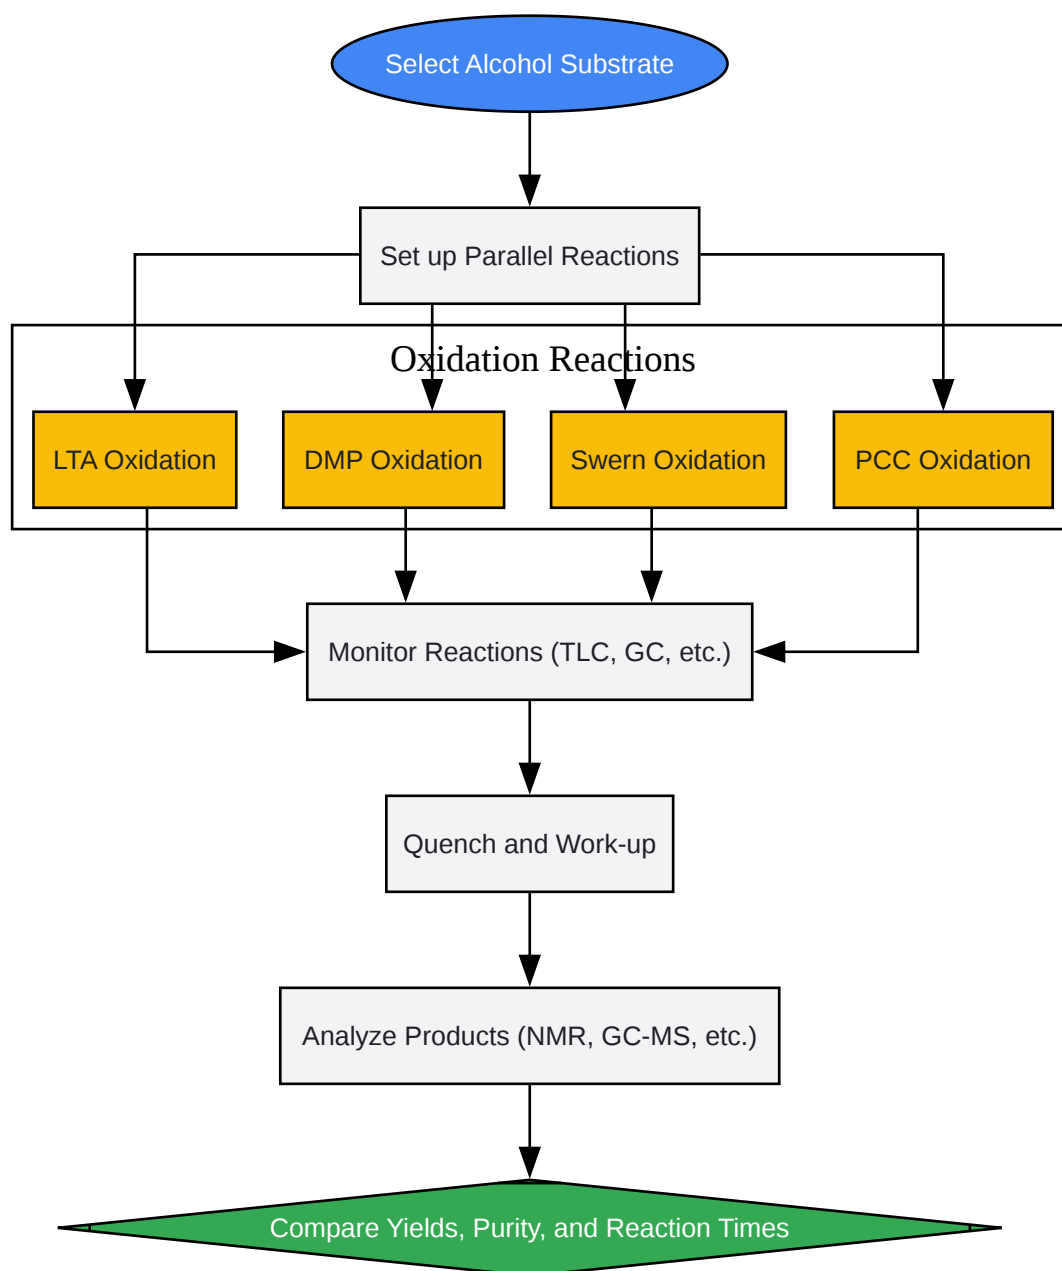 Select Alcohol Substrate
Set up Parallel Reactions
Oxidation Reactions
LTA Oxidation
DMP Oxidation
Swern Oxidation
PCC Oxidation
Monitor Reactions (TLC, GC, etc.)
Quench and Work-up
Analyze Products (NMR, GC-MS, etc.)
Compare Yields, Purity, and Reaction Times